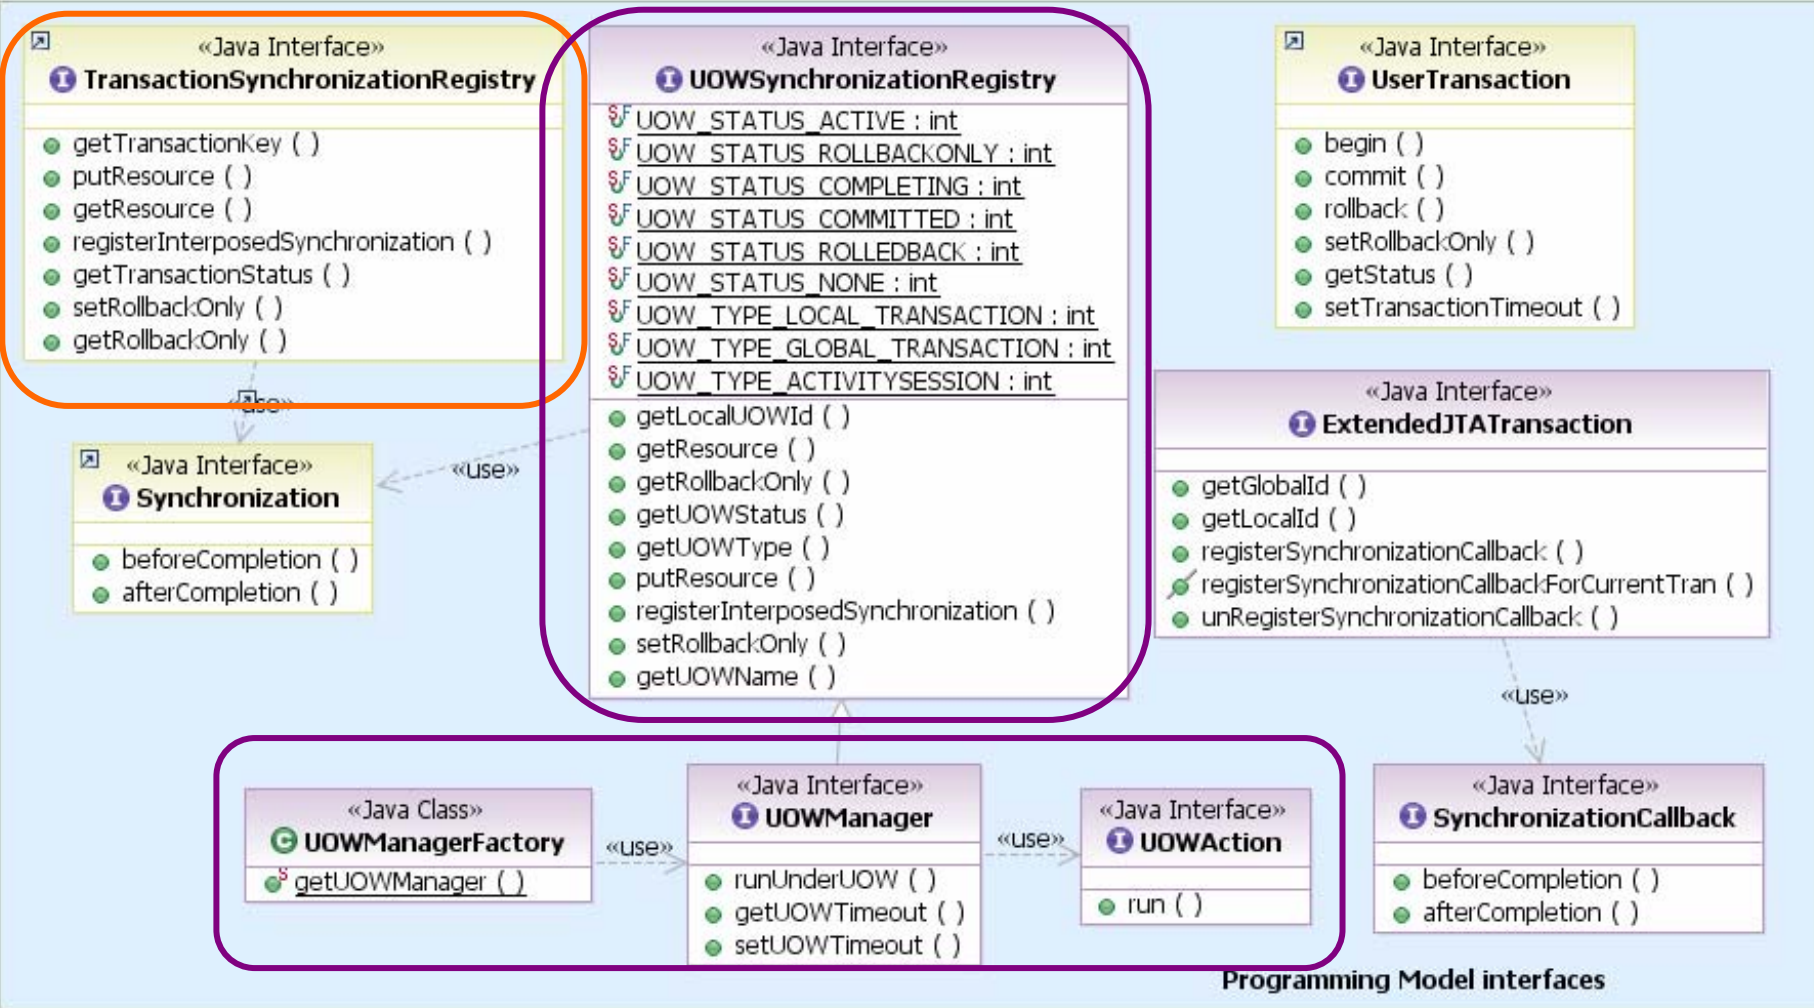 «Java Interface»
TransactionSynchronizationRegistry
getTransactionKey ( )
putResource ( )
getResource ( )
registerInterposedSynchronization ( )
getTransactionStatus ( )
setRollbackOnly ( )
getRollbackOnly ( )
«use»
«Java Interface»
Synchronization
beforeCompletion ( )
afterCompletion ( )
«use»
«Java Interface»
UOWSynchronizationRegistry
UOW_STATUS_ACTIVE : int
UOW_STATUS_ROLLBACKONLY : int
UOW_STATUS_COMPLETING : int
UOW_STATUS_COMMITTED : int
UOW_STATUS_ROLLEDBACK : int
UOW_STATUS_NONE : int
UOW_TYPE_LOCAL_TRANSACTION : int
UOW_TYPE_GLOBAL_TRANSACTION : int
UOW_TYPE_ACTIVITYSESSION : int
getLocalUOWId ( )
getResource ( )
getRollbackOnly ( )
getUOWStatus ( )
getUOWType ( )
putResource ( )
registerInterposedSynchronization ( )
setRollbackOnly ( )
getUOWName ( )
«Java Interface»
UserTransaction
begin ( )
commit ( )
rollback ( )
setRollbackOnly ( )
getStatus ( )
setTransactionTimeout ( )
«Java Interface»
ExtendedJTATransaction
getGlobalId ( )
getLocalId ( )
registerSynchronizationCallback ( )
registerSynchronizationCallbackForCurrentTran ( )
unRegisterSynchronizationCallback ( )
«use»
«Java Class»
UOWManagerFactory
getUOWManager ( )
«use»
«Java Interface»
UOWManager
runUnderUOW ( )
getUOWTimeout ( )
setUOWTimeout ( )
«use»
«Java Interface»
UOWAction
run ( )
«Java Interface»
SynchronizationCallback
beforeCompletion ( )
afterCompletion ( )
Programming Model interfaces